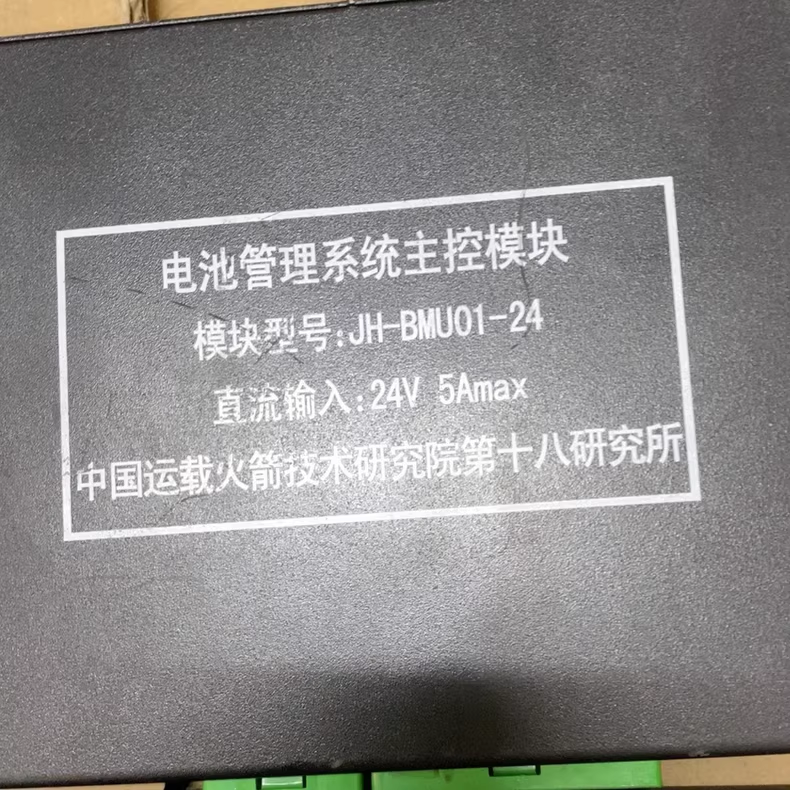 电池管理系统主控模块
模块型号:JH-BMU01-24
直流输入:24V 5Amax
中国运载火箭技术研究院第十八研究所